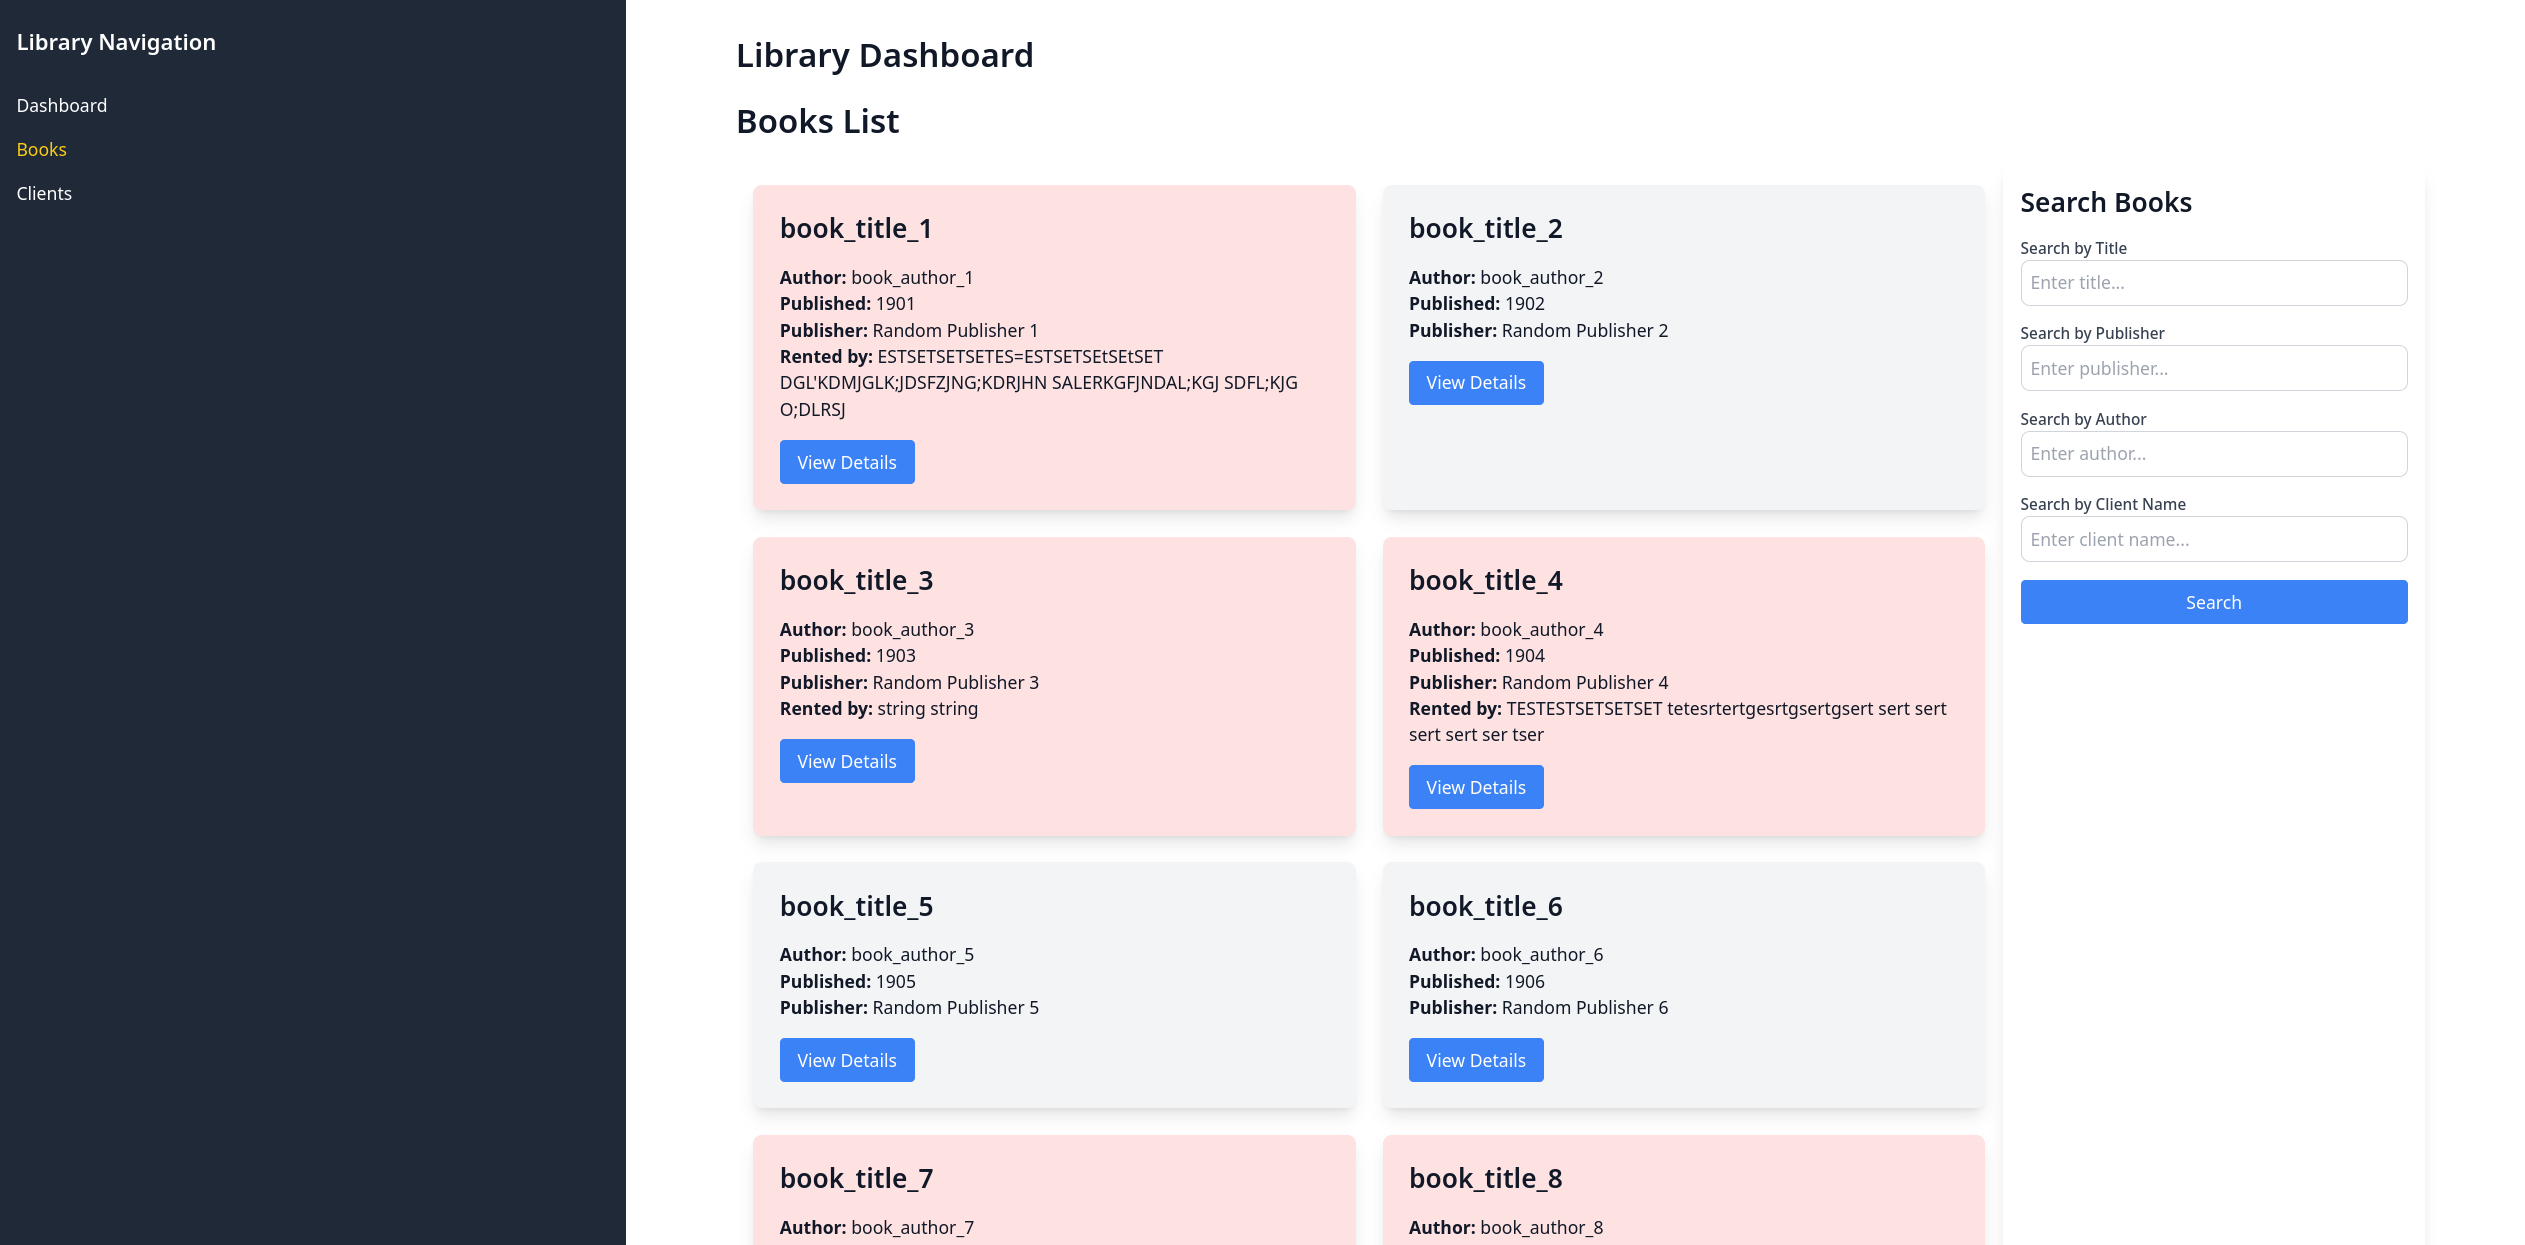 Library Navigation
Dashboard
Books
Clients
Library Dashboard
Books List
book_title_1
Author: book_author_1
Published: 1901
Publisher: Random Publisher 1
Rented by: ESTSETSETSETES=ESTSETSEtSEtSET
DGL'KDMJGLK;JDSFZJNG;KDRJHN SALERKGFJNDAL;KGJ SDFL;KJG
O;DLRSJ
View Details
book_title_2
Author: book_author_2
Published: 1902
Publisher: Random Publisher 2
View Details
book_title_3
Author: book_author_3
Published: 1903
Publisher: Random Publisher 3
Rented by: string string
View Details
book_title_4
Author: book_author_4
Published: 1904
Publisher: Random Publisher 4
Rented by: TESTESTSETSETSET tetesrtertgesrtgsertgsert sert sert
sert sert ser tser
View Details
book_title_5
Author: book_author_5
Published: 1905
Publisher: Random Publisher 5
View Details
book_title_6
Author: book_author_6
Published: 1906
Publisher: Random Publisher 6
View Details
book_title_7
Author: book_author_7
book_title_8
Author: book_author_8
Search Books
Search by Title
Enter title...
Search by Publisher
Enter publisher...
Search by Author
Enter author...
Search by Client Name
Enter client name...
Search